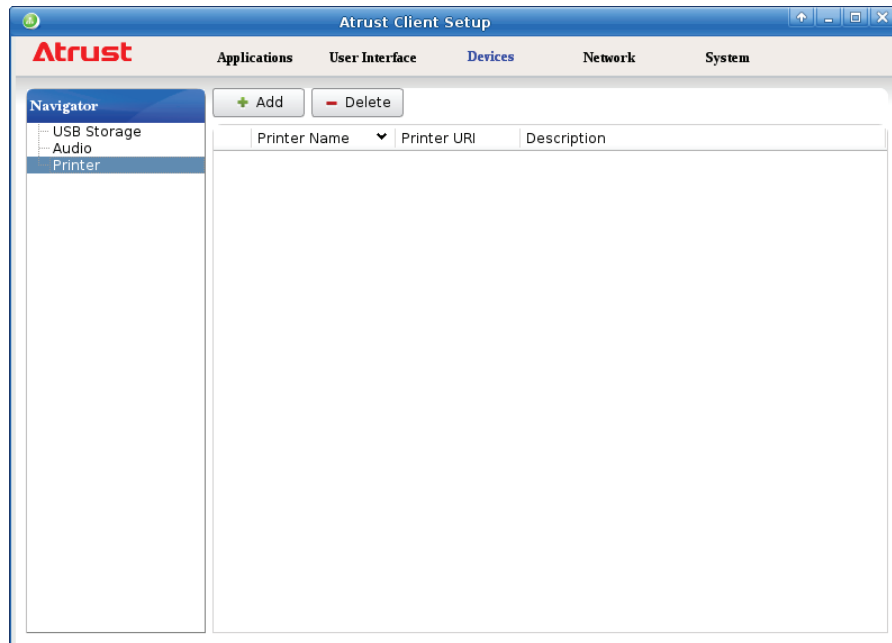 Atrust Client Setup
Atrust
Applications User Interface Devices Network System
Navigator
USB Storage
Audio
Printer
Add Delete
Printer Name Printer URI Description